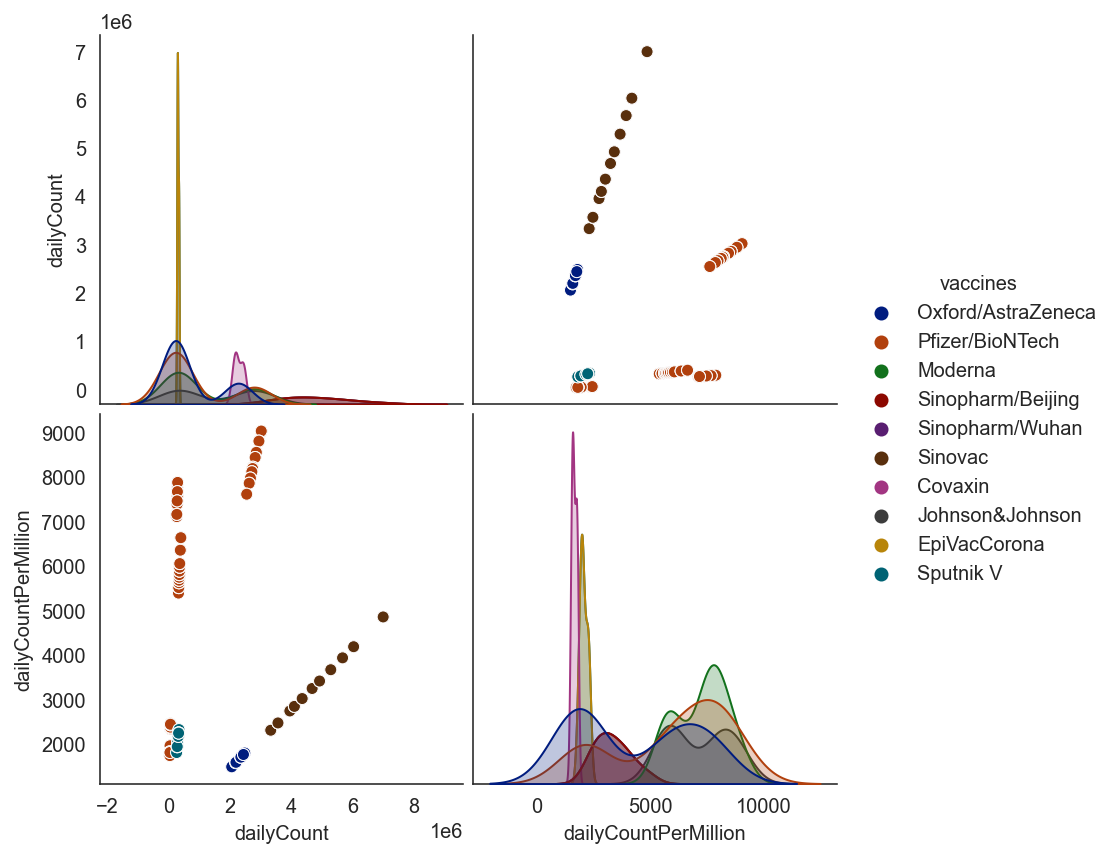 1e6
7
6
5
4
3
2
1
0
dailyCount
9000
8000
7000
6000
5000
4000
3000
2000
dailyCountPerMillion
−2
0
2
4
6
8
1e6
dailyCount
0
5000
10000
dailyCountPerMillion
vaccines
Oxford/AstraZeneca
Pfizer/BioNTech
Moderna
Sinopharm/Beijing
Sinopharm/Wuhan
Sinovac
Covaxin
Johnson&Johnson
EpiVacCorona
Sputnik V